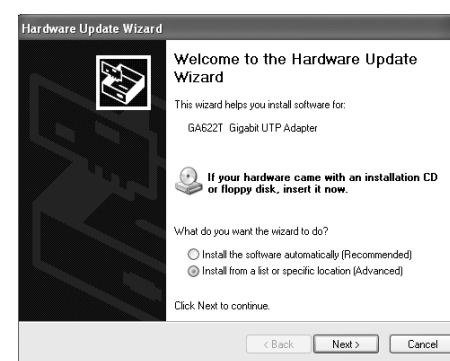 Hardware Update Wizard
Welcome to the Hardware Update
Wizard
This wizard helps you install software for:
GA622T Gigabit UTP Adapter
If your hardware came with an installation CD
or floppy disk, insert it now.
What do you want the wizard to do?
Install the software automatically (Recommended)
Install from a list or specific location (Advanced)
Click Next to continue.
< Back
Next >
Cancel